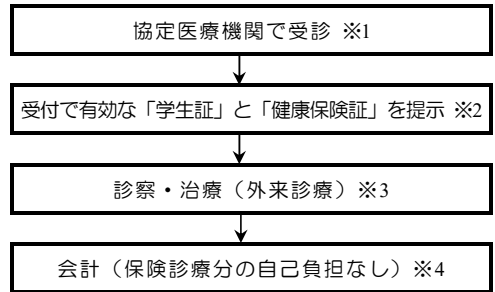 協定医療機関で受診 ※1
受付で有効な「学生証」と「健康保険証」を提示 ※2
診察・治療（外来診療）※3
会計（保険診療分の自己負担なし）※4